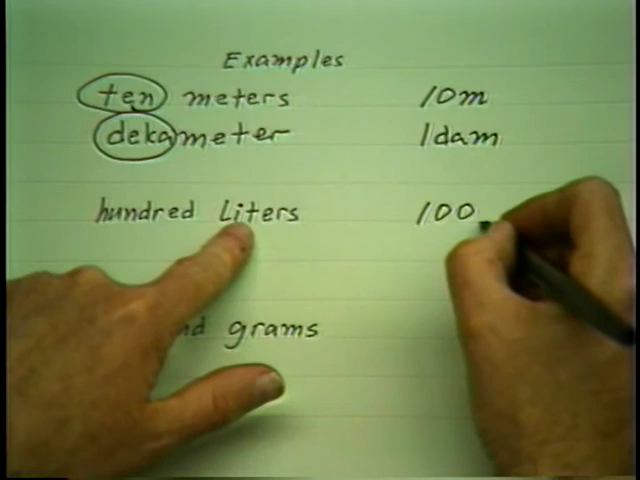 Examples
ten meters 10m
dekameter 1dam
hundred Liters 100
grams